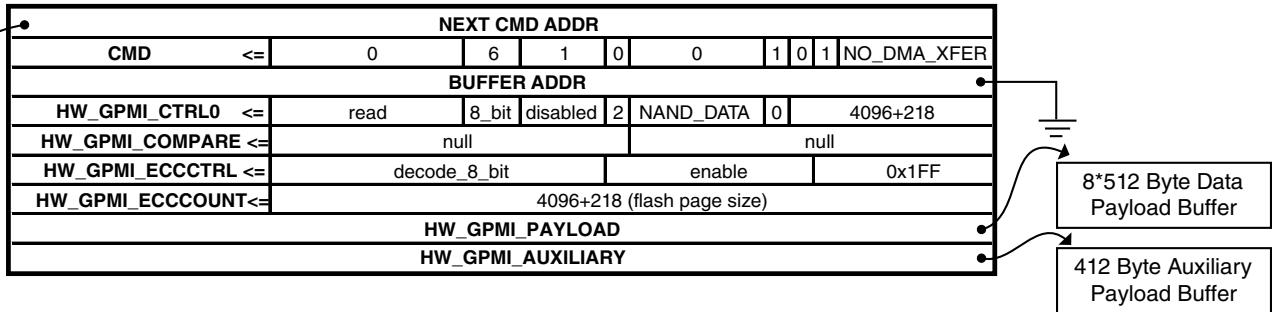 NEXT CMD ADDR
CMD <= 0 6 1 0 0 1 0 1 NO_DMA_XFER
BUFFER ADDR
HW_GPMI_CTRL0 <= read 8_bit disabled 2 NAND_DATA 0 4096+218
HW_GPMI_COMPARE <= null null
HW_GPMI_ECCCTRL <= decode_8_bit enable 0x1FF
HW_GPMI_ECCCOUNT<= 4096+218 (flash page size)
HW_GPMI_PAYLOAD
HW_GPMI_AUXILIARY
8*512 Byte Data
Payload Buffer
412 Byte Auxiliary
Payload Buffer